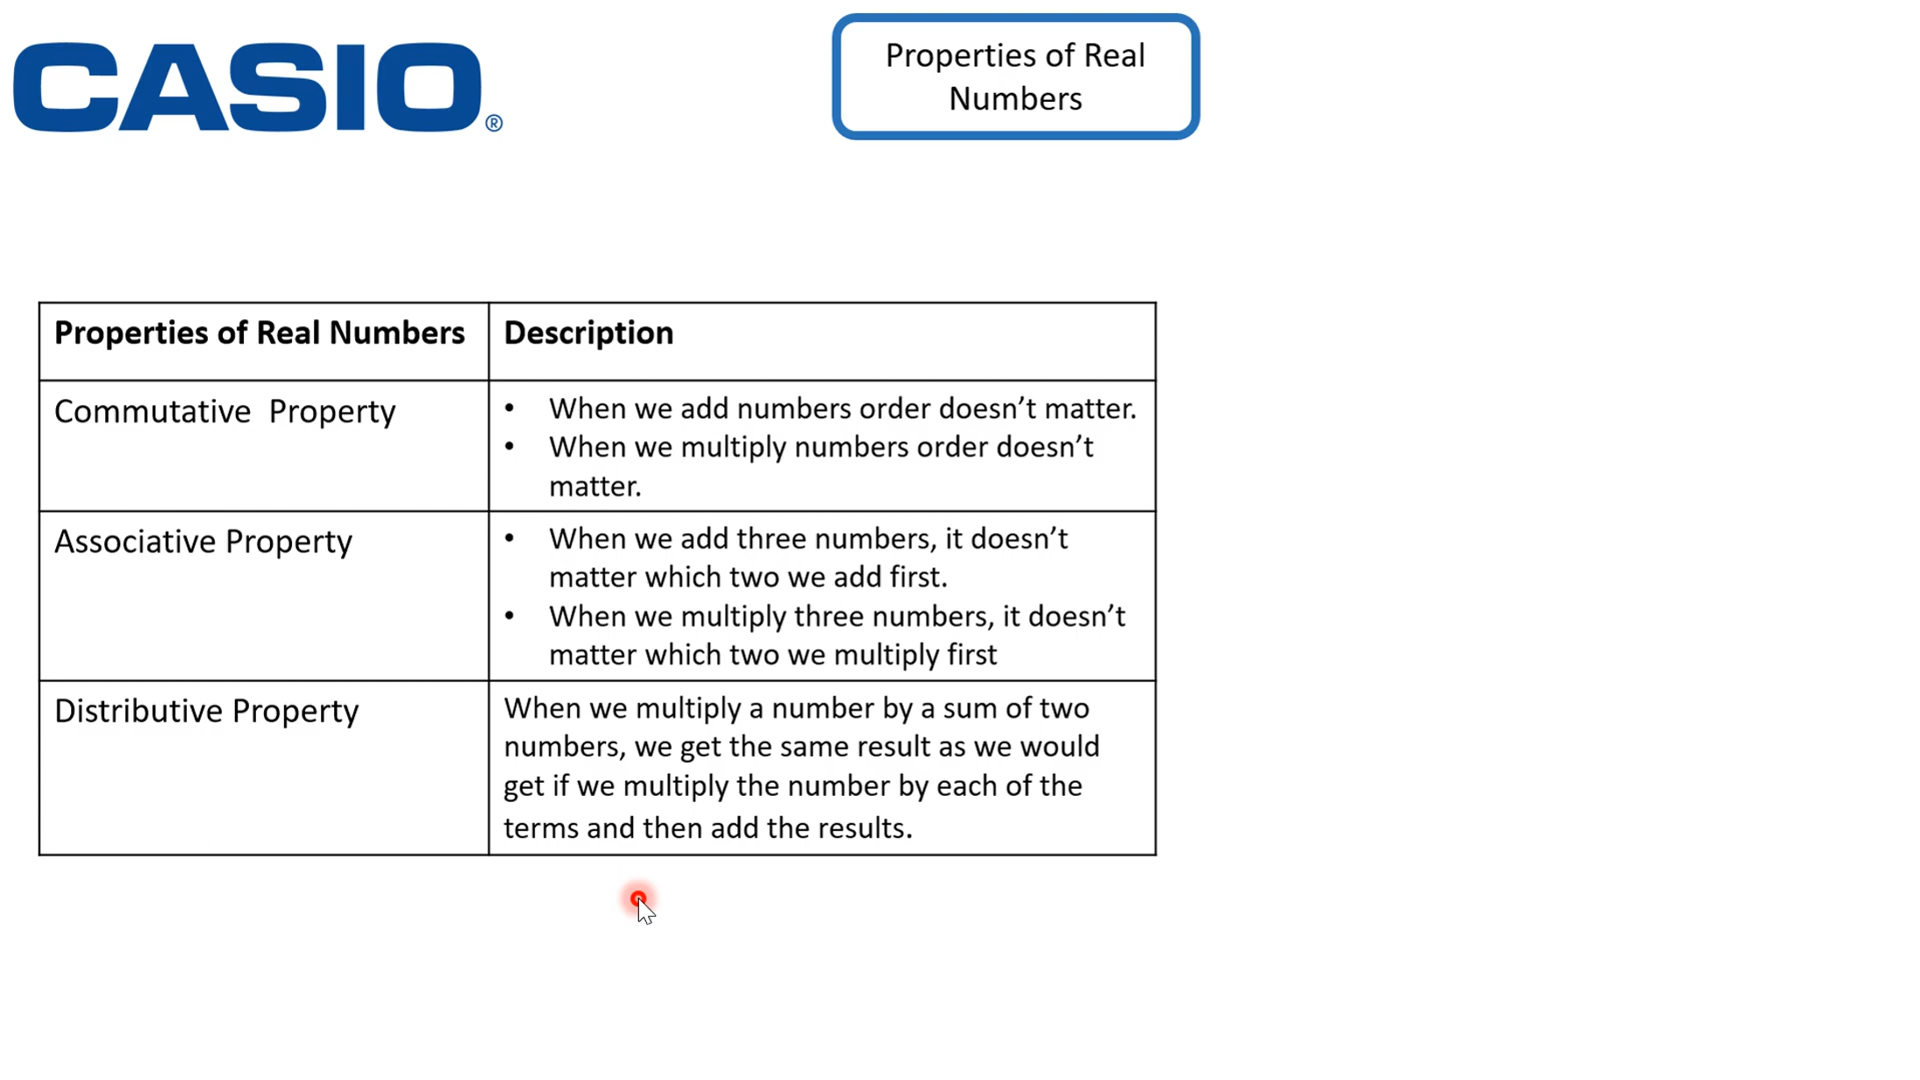 CASIO®
Properties of Real
Numbers
Properties of Real Numbers
Description
Commutative  Property
• When we add numbers order doesn’t matter.
• When we multiply numbers order doesn’t
matter.
Associative Property
• When we add three numbers, it doesn’t
matter which two we add first.
• When we multiply three numbers, it doesn’t
matter which two we multiply first
Distributive Property
When we multiply a number by a sum of two
numbers, we get the same result as we would
get if we multiply the number by each of the
terms and then add the results.